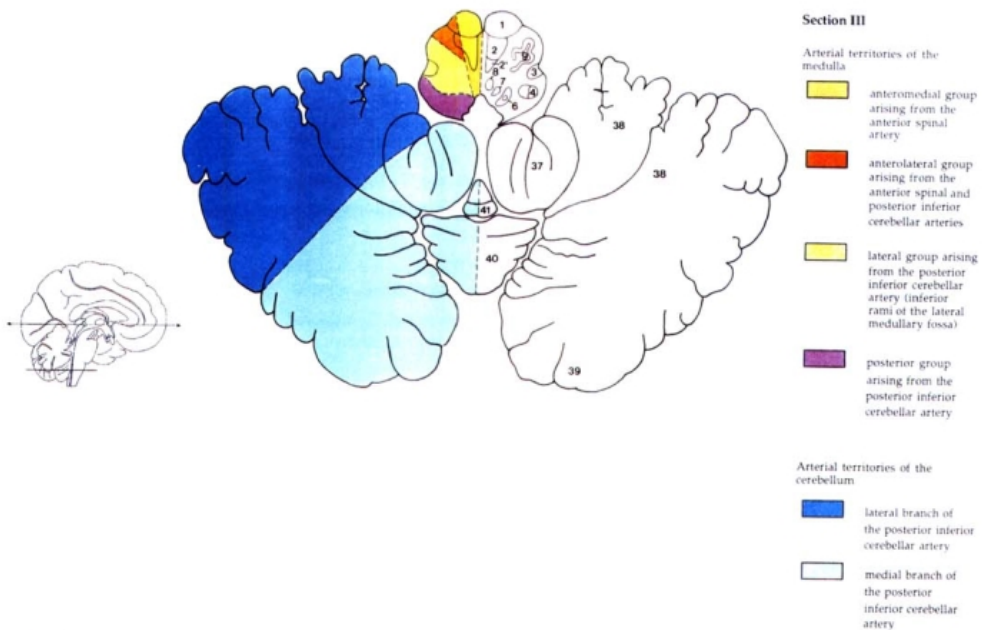 Section III
Arterial territories of the
medulla
anteromedial group
arising from the
anterior spinal
artery
anterolateral group
arising from the
anterior spinal and
posterior inferior
cerebellar arteries
lateral group arising
from the posterior
inferior cerebellar
artery (inferior
rami of the lateral
medullary fossa)
posterior group
arising from the
posterior inferior
cerebellar artery
Arterial territories of the
cerebellum
lateral branch of
the posterior inferior
cerebellar artery
medial branch of
the posterior
inferior cerebellar
artery
1
2
2'
8
3
7
4
6
38
37
38
41
40
39